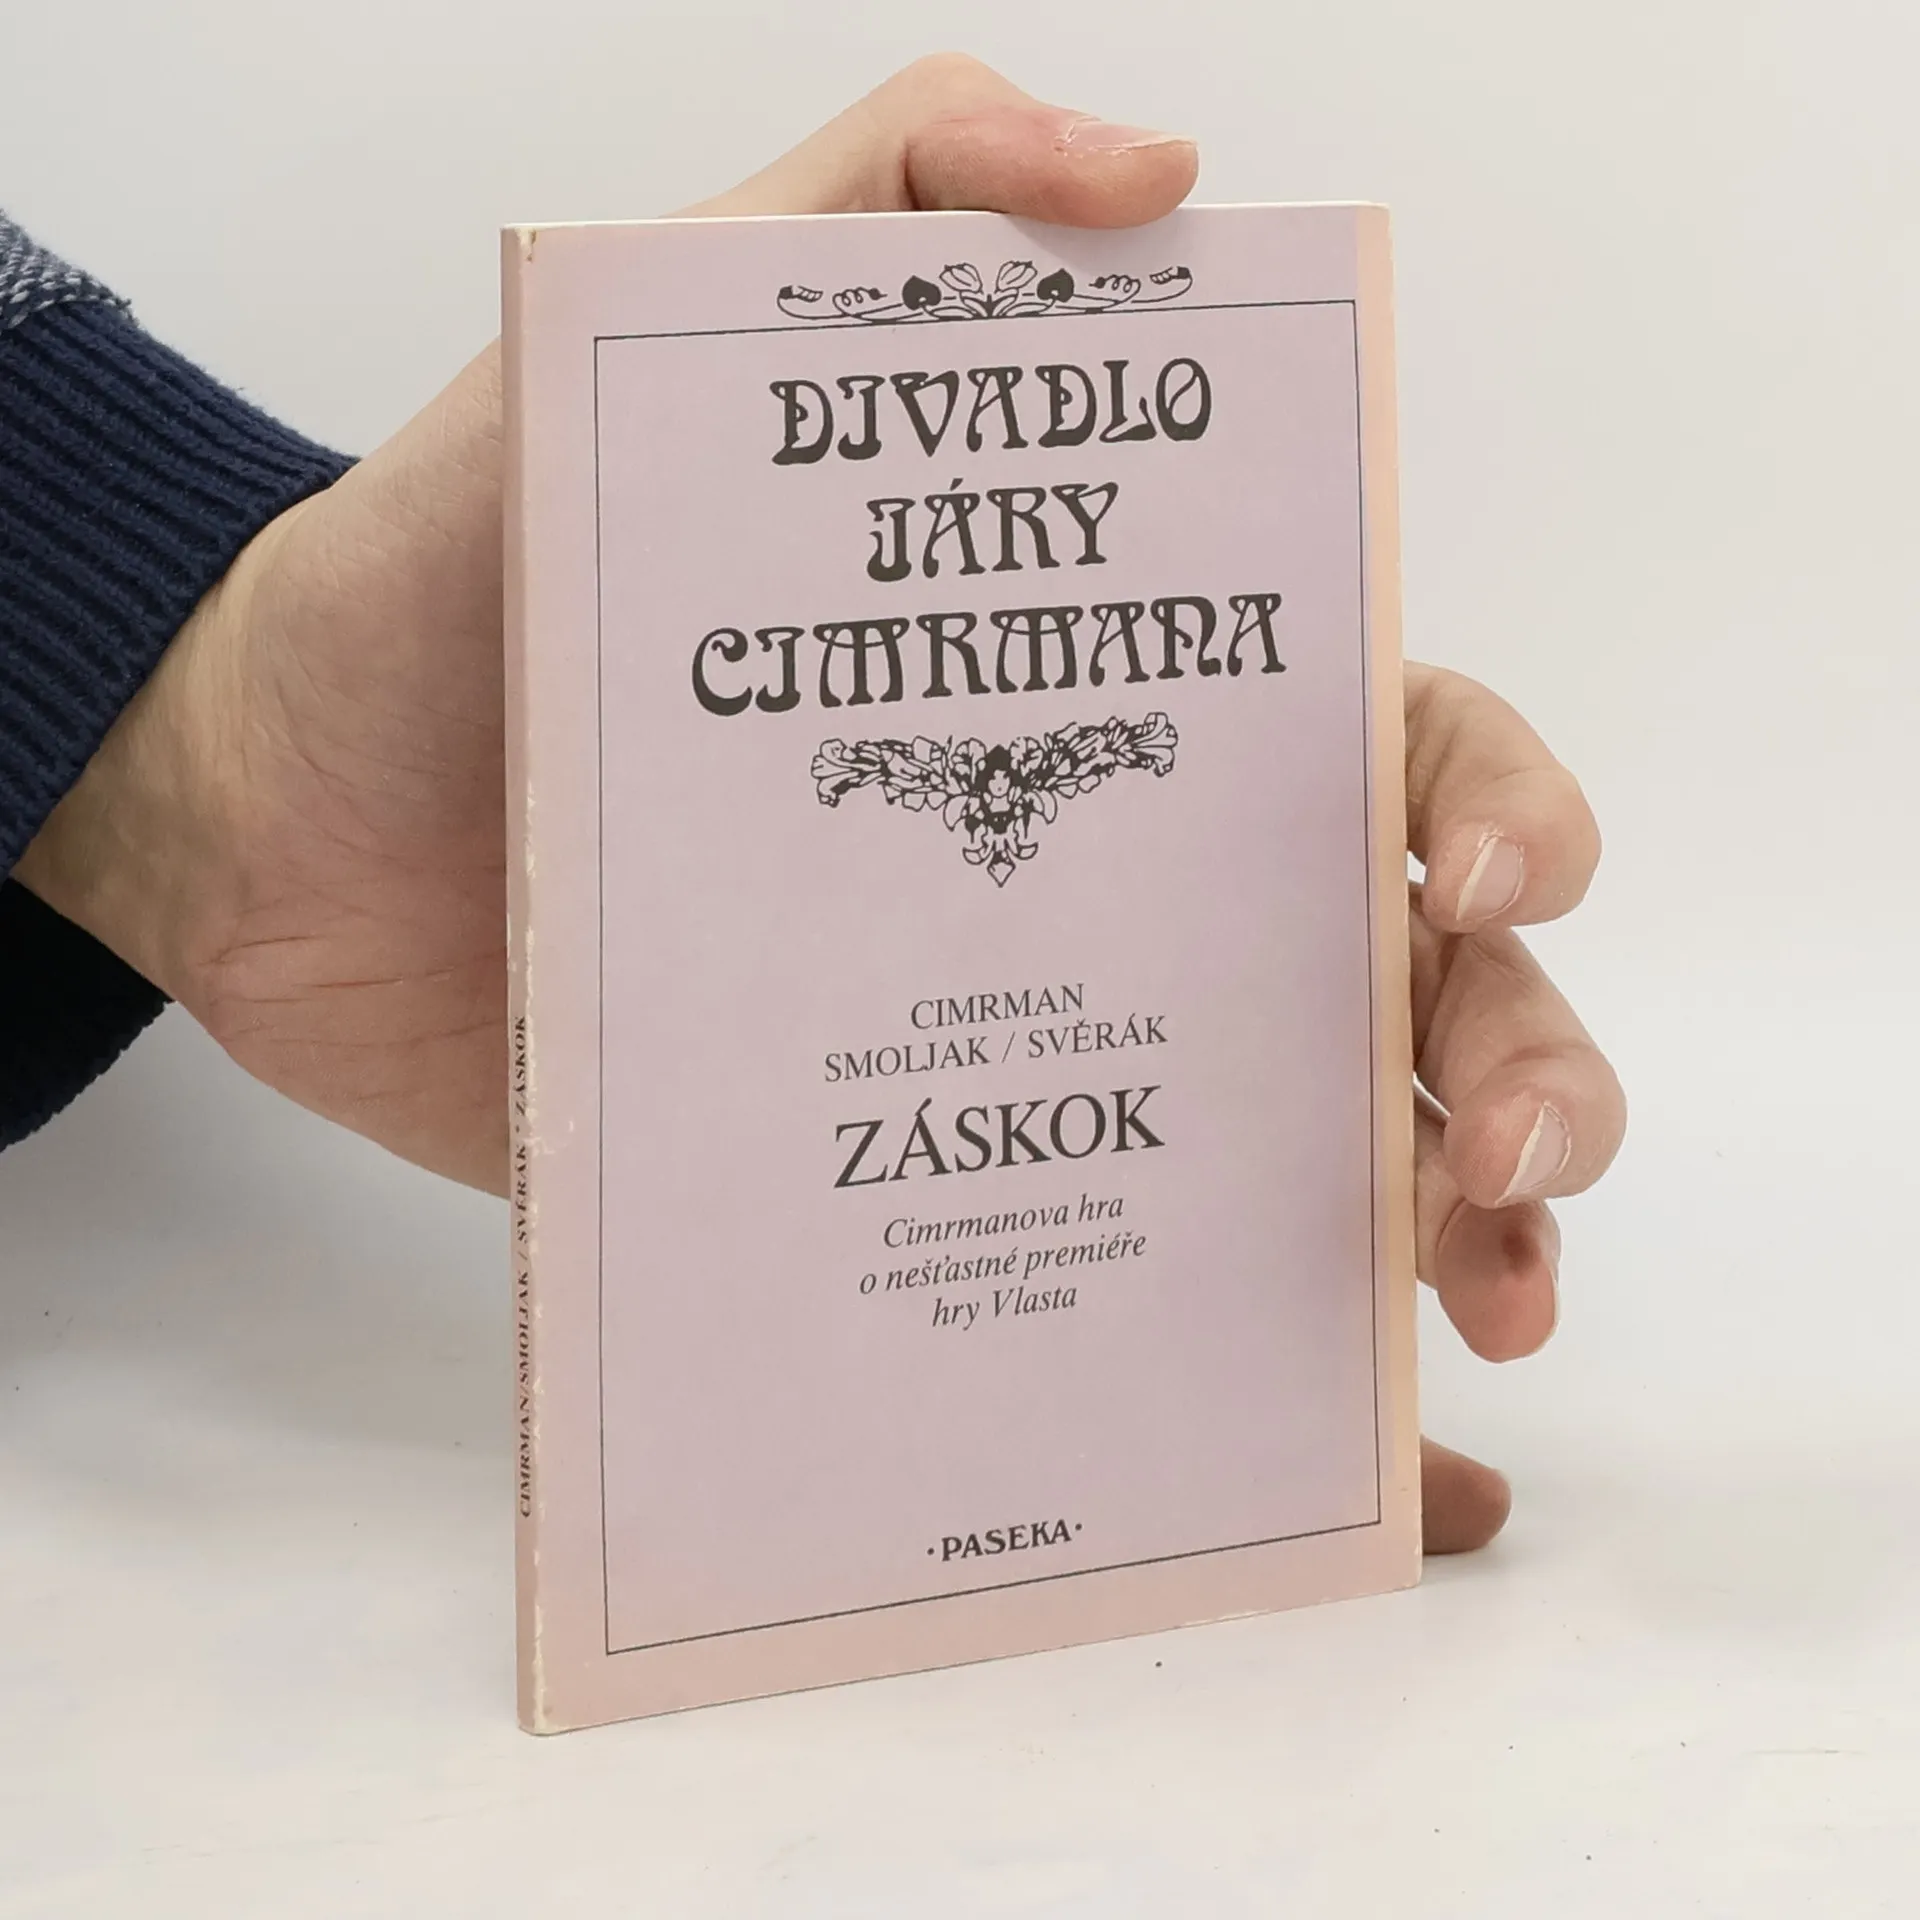 DIVADLO
JÁRY
CIMRMANA
CIMRMAN
SMOLJAK / SVĚRÁK
ZÁSKOK
Cimrmanova hra
o nešťastné premiéře
hry Vlasta
·PASEKA·
CIMRMAN/SMOLJAK / SVĚRÁK · ZÁSKOK